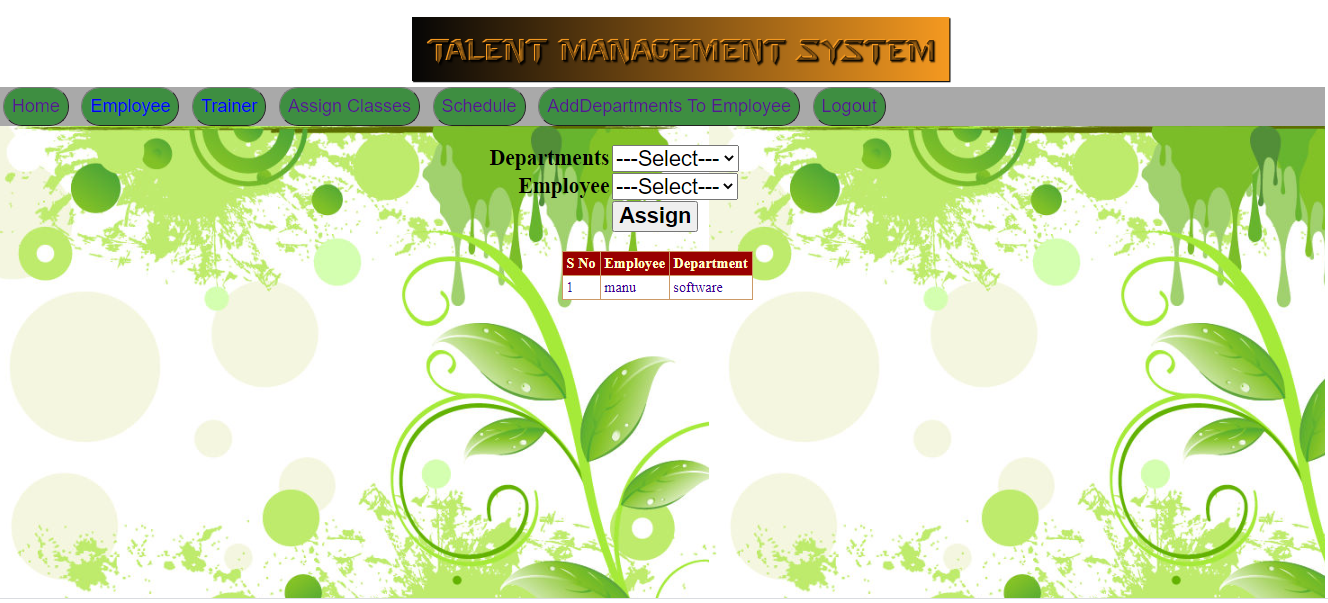 TALENT MANAGEMENT SYSTEM
Home Employee Trainer Assign Classes Schedule AddDepartments To Employee Logout
Departments ---Select---
Employee ---Select---
Assign
S No Employee Department
1 manu software